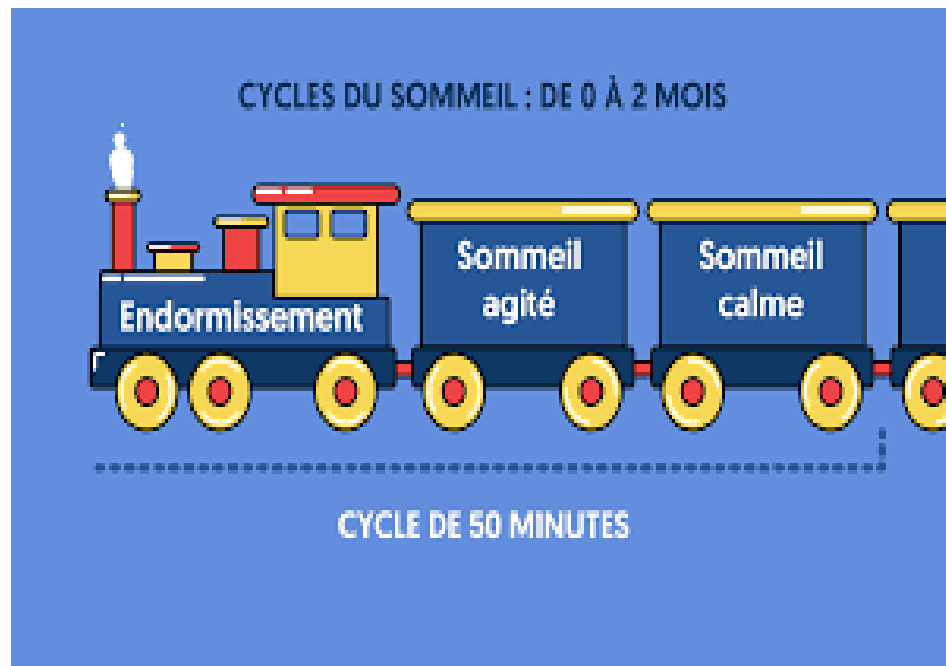 CYCLES DU SOMMEIL : DE 0 À 2 MOIS
Endormissement
Sommeil
agité
Sommeil
calme
CYCLE DE 50 MINUTES